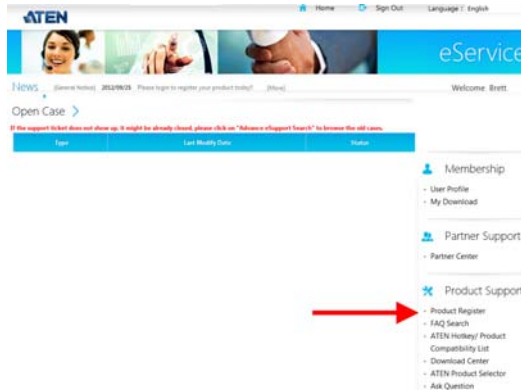 ATEN
Home
Sign Out
Language : English
eService
News
[General Notice] 2012/09/25 Please login to register your product today!! [More]
Welcome Brett
Open Case >
If the support ticket does not show up, it might be already closed, please click on "Advance eSupport Search" to browse the old cases.
Type Last Modify Date Status
Membership
- User Profile
- My Download
Partner Support
- Partner Center
Product Support
- Product Register
- FAQ Search
- ATEN Hotkey/ Product
Compatibility List
- Download Center
- ATEN Product Selector
- Ask Question